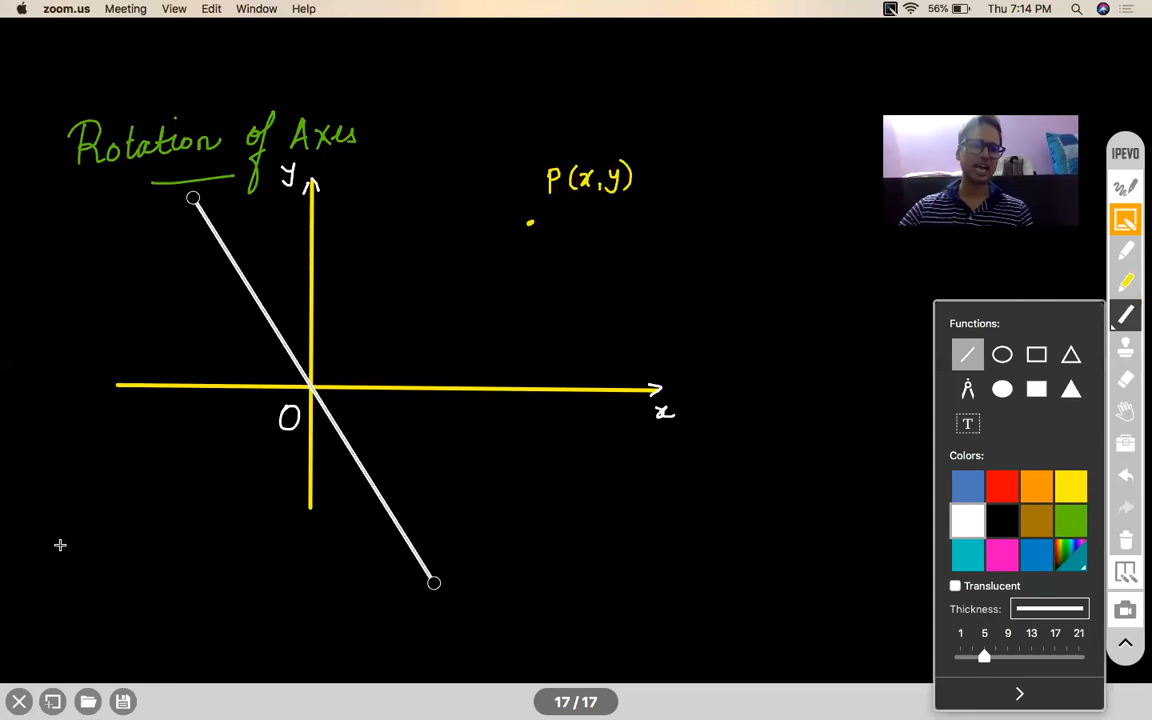 zoom.us Meeting View Edit Window Help 56% Thu 7:14 PM
Rotation of Axes
y
P(x,y)
O
x
IPEVO
Functions:
T
Colors:
Translucent
Thickness:
1 5 9 13 17 21
17/17